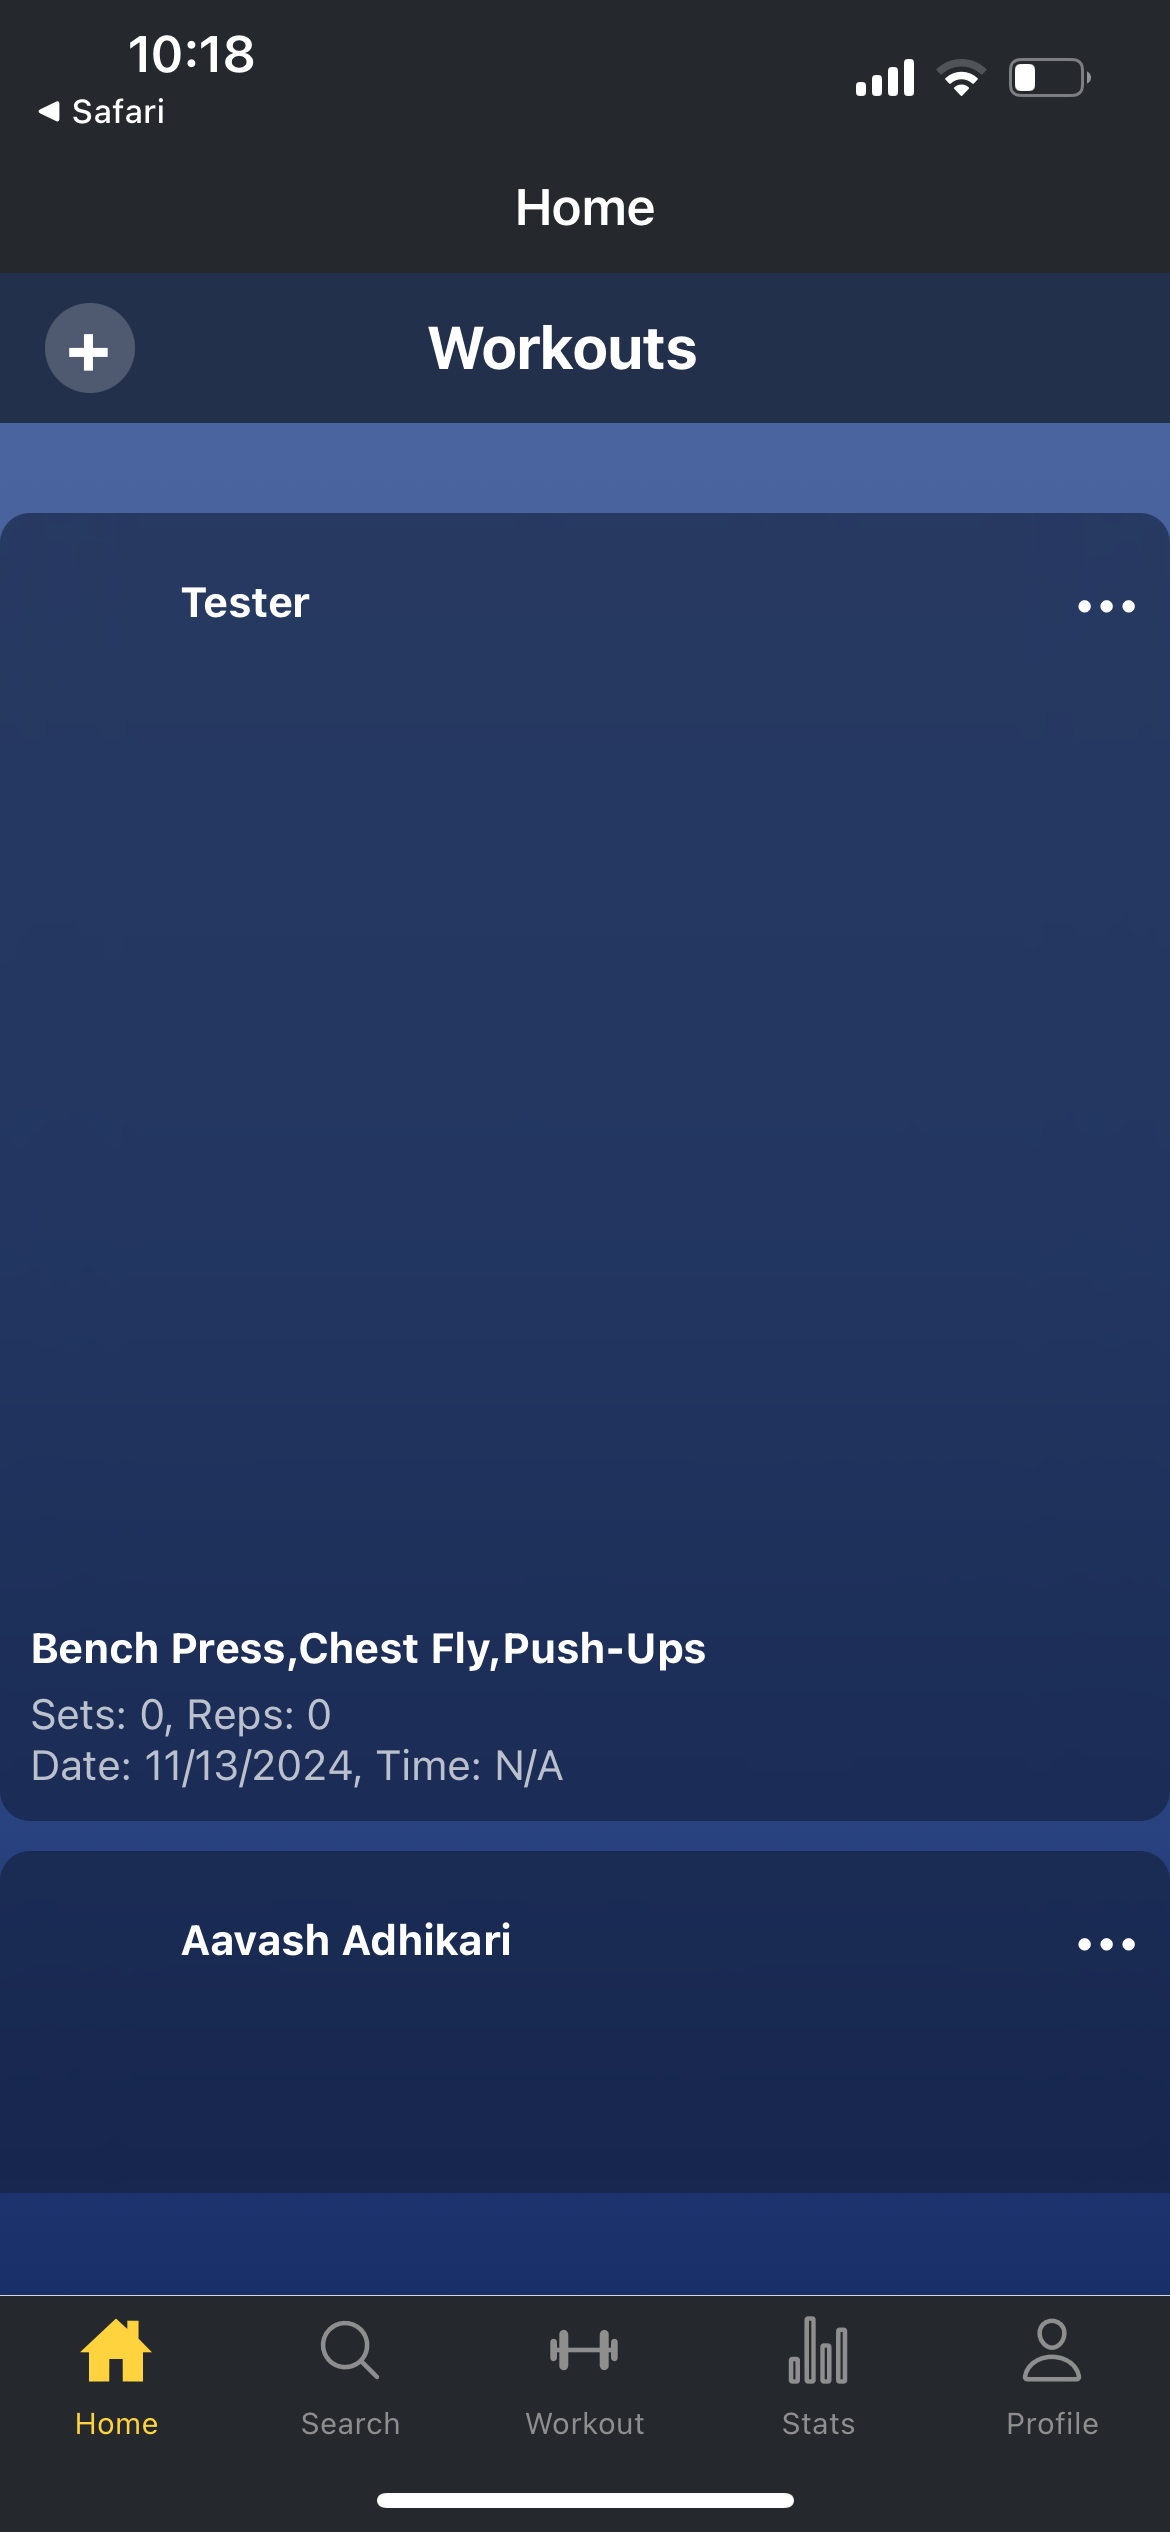 10:18
Safari
Home
+ Workouts
Tester
Bench Press,Chest Fly,Push-Ups
Sets: 0, Reps: 0
Date: 11/13/2024, Time: N/A
Aavash Adhikari
Home Search Workout Stats Profile